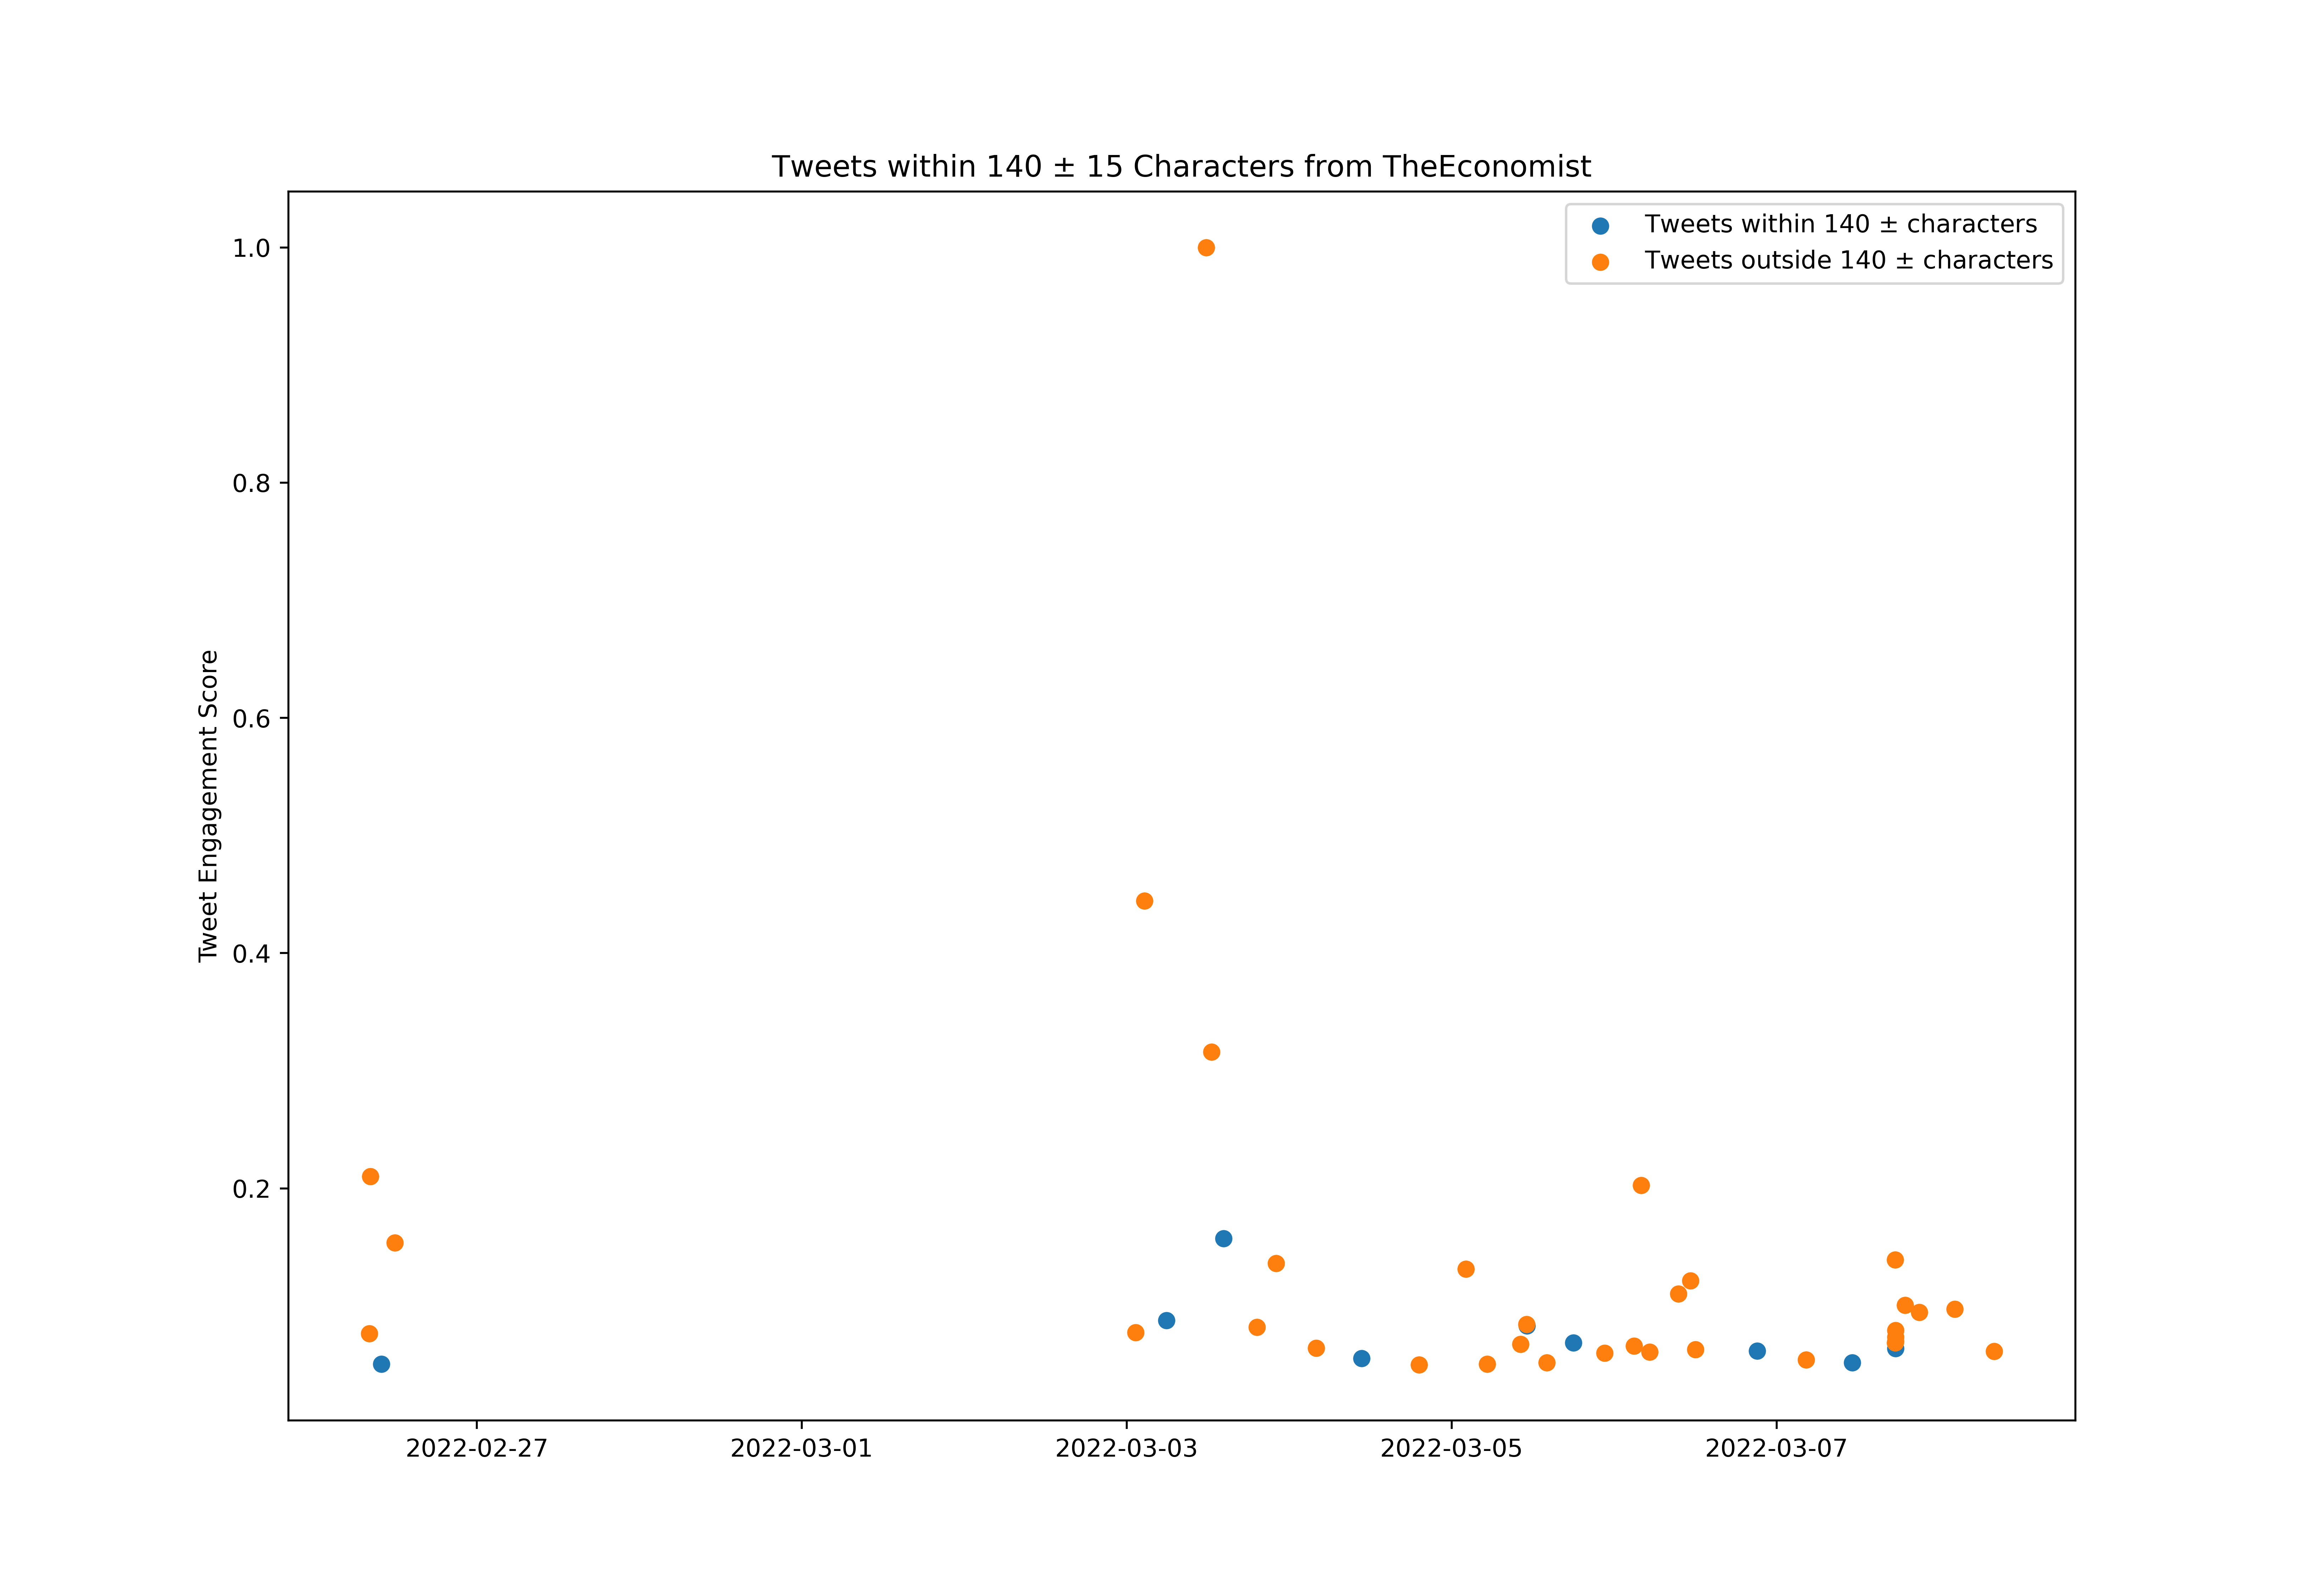 Tweets within 140 ± 15 Characters from TheEconomist
Tweets within 140 ± characters
Tweets outside 140 ± characters
Tweet Engagement Score
1.0
0.8
0.6
0.4
0.2
2022-02-27
2022-03-01
2022-03-03
2022-03-05
2022-03-07